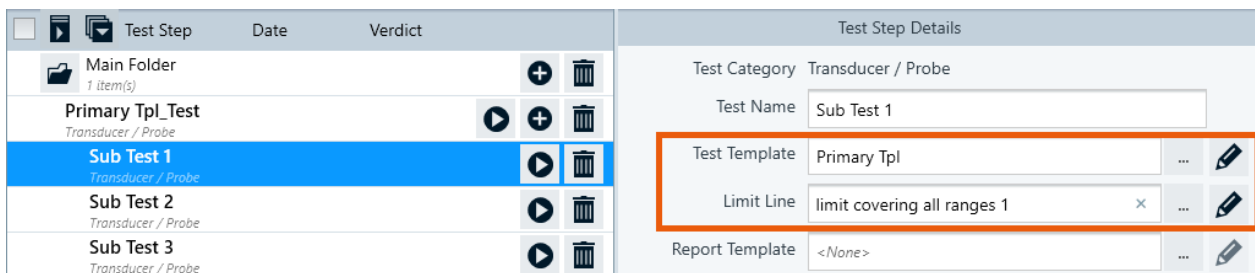 Test Step Date Verdict
Main Folder
1 item(s)
Primary Tpl_Test
Transducer / Probe
Sub Test 1
Transducer / Probe
Sub Test 2
Transducer / Probe
Sub Test 3
Transducer / Probe
Test Step Details
Test Category Transducer / Probe
Test Name Sub Test 1
Test Template Primary Tpl ...
Limit Line limit covering all ranges 1 × ...
Report Template <None> ...